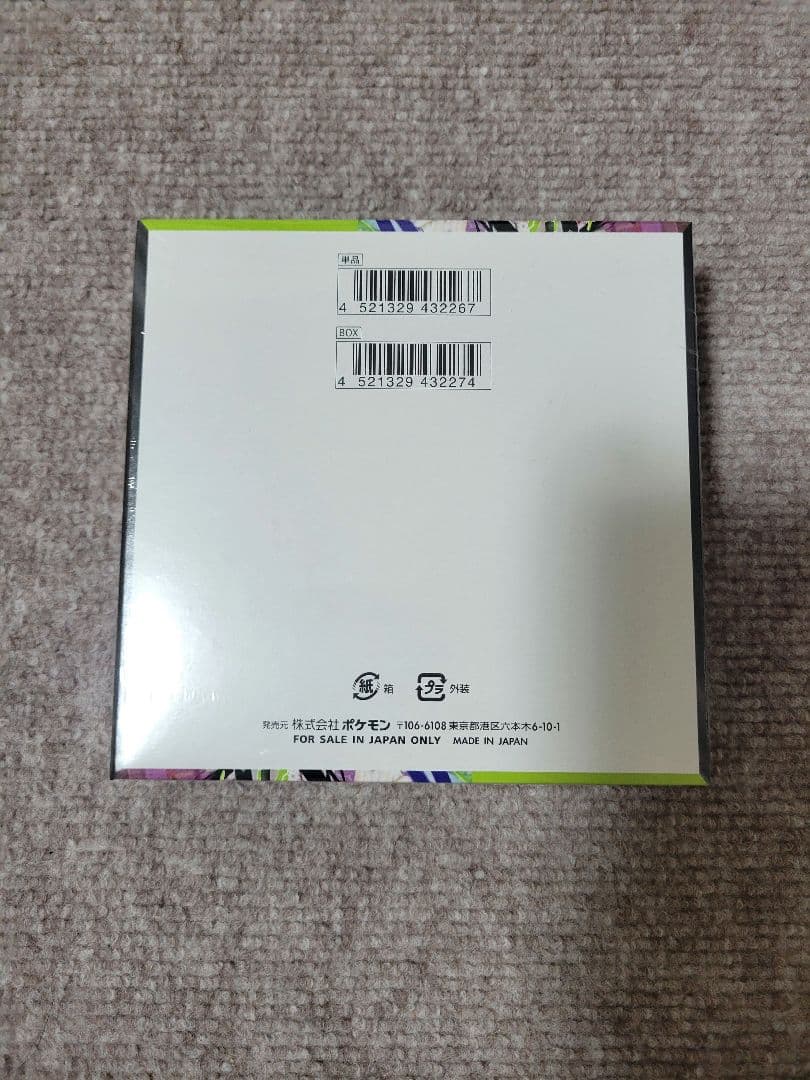 単品
4 521329 432267
BOX
4 521329 432274
紙 箱 プラ 外装
発売元 株式会社 ポケモン 〒106-6108 東京都港区六本木6-10-1
FOR SALE IN JAPAN ONLY MADE IN JAPAN